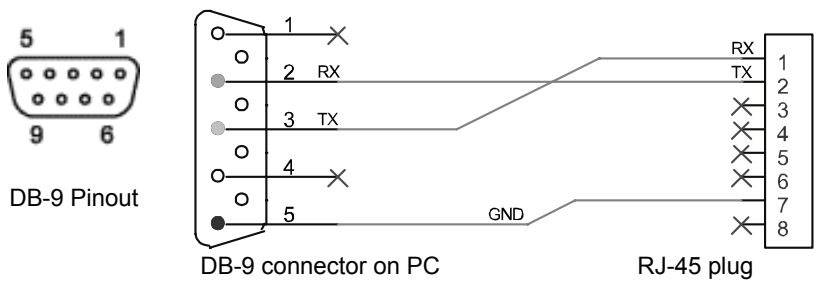 5 1
9 6
DB-9 Pinout
1
2 RX
3 TX
4
5 GND
DB-9 connector on PC
RX 1
TX 2
3
4
5
6
7
8
RJ-45 plug